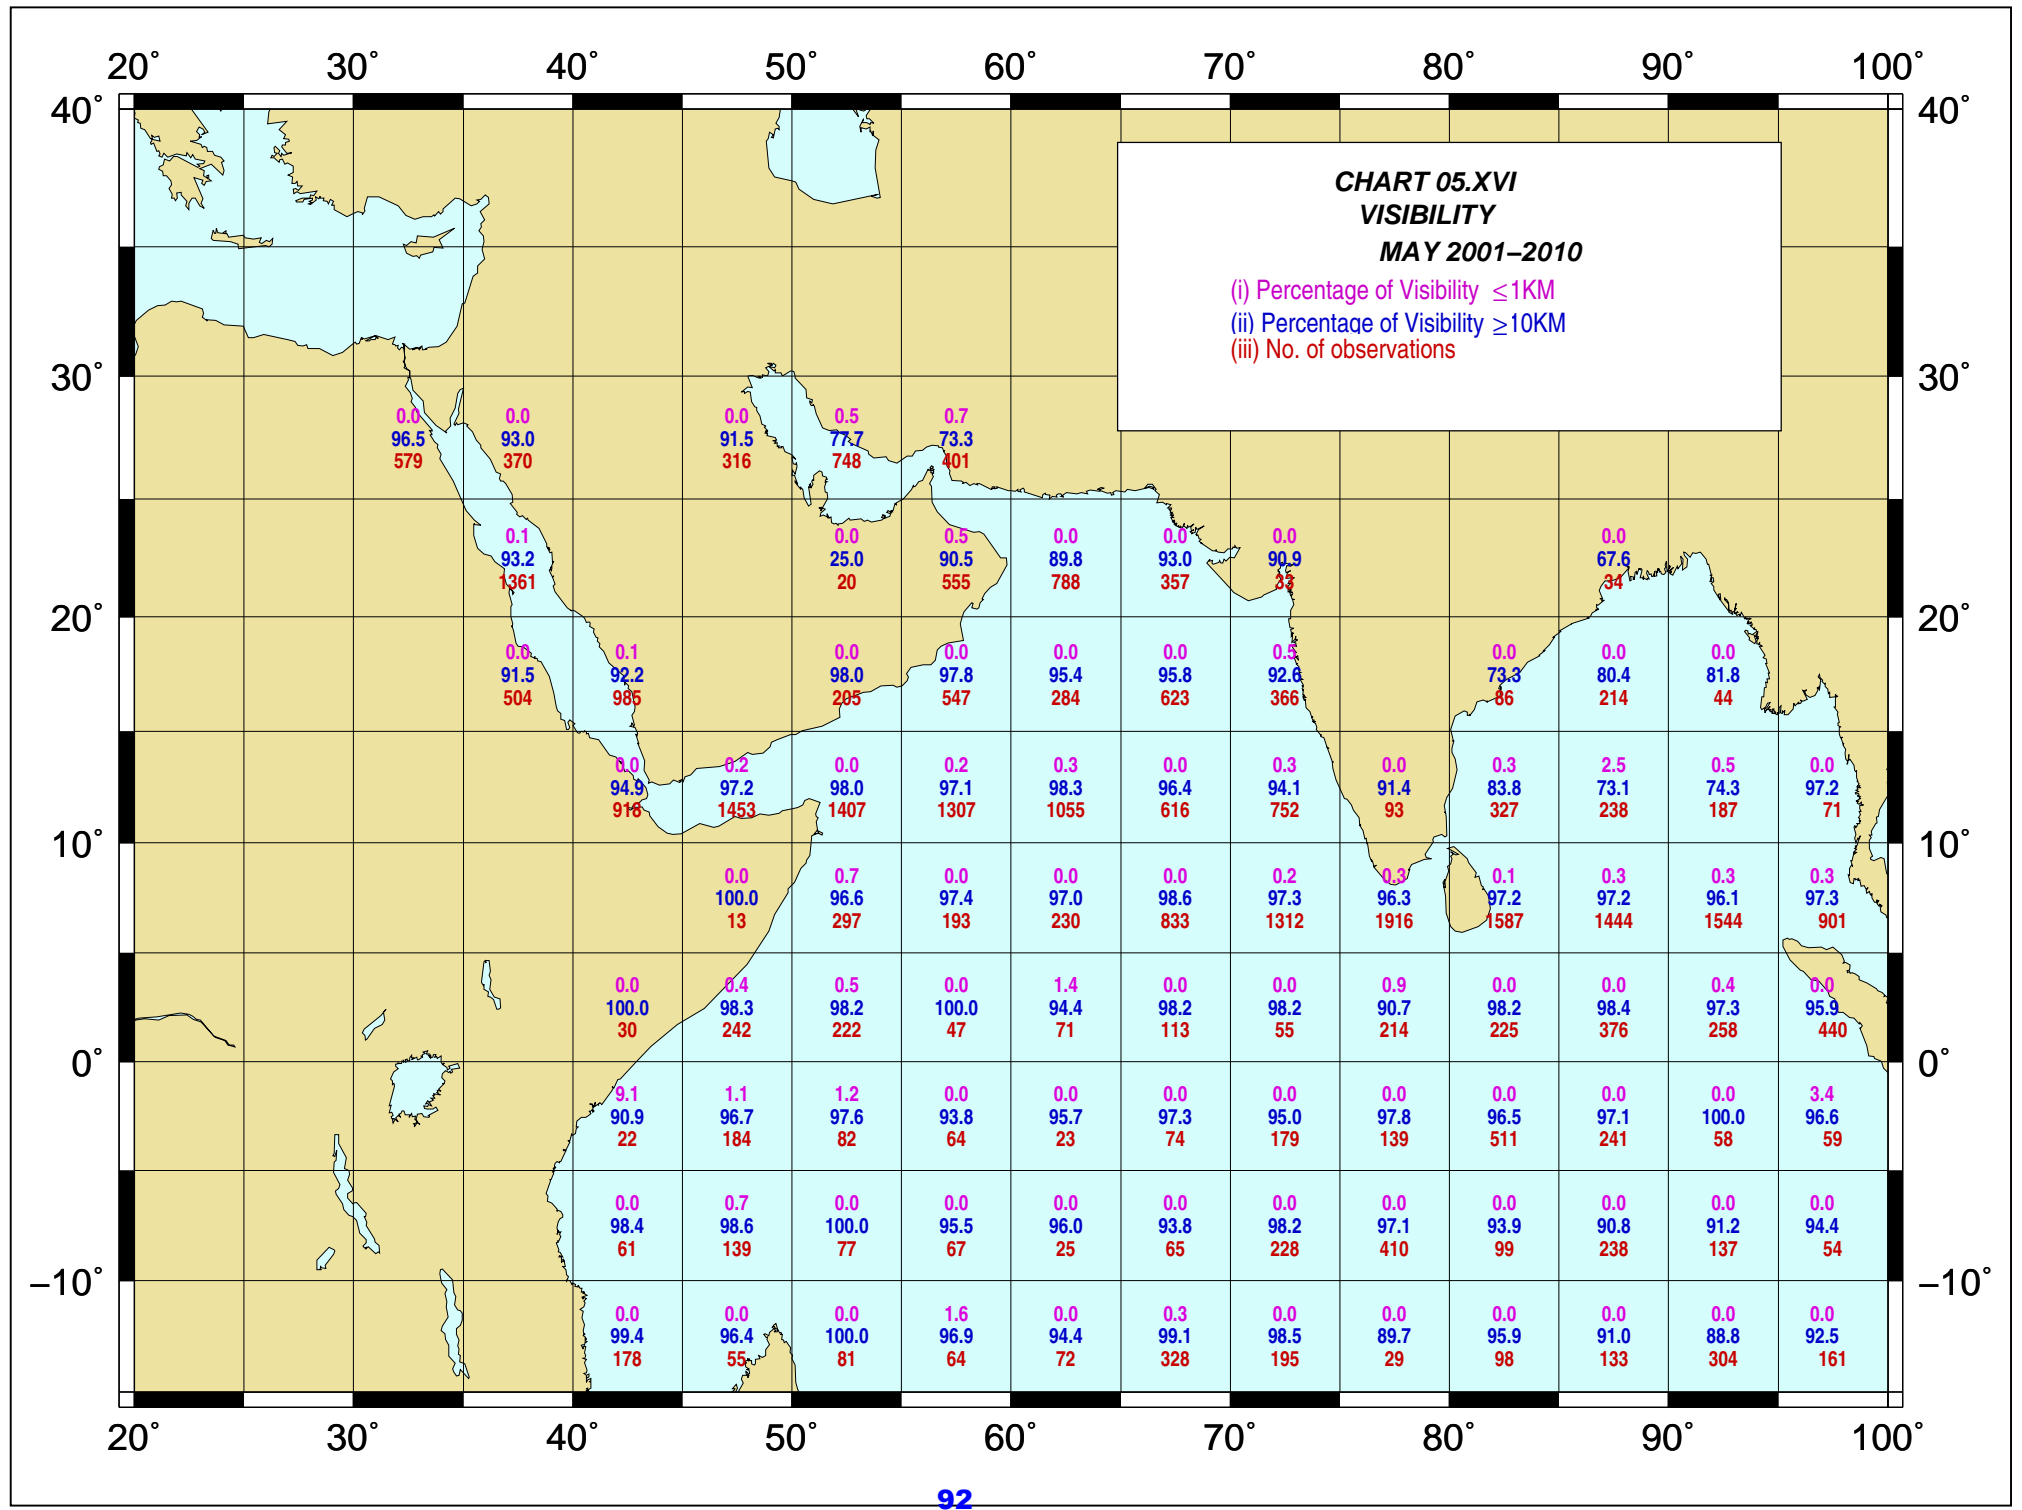 20° 30° 40° 50° 60° 70° 80° 90° 100°
40° 40°
CHART 05.XVI
VISIBILITY
MAY 2001–2010
(i) Percentage of Visibility ≤1KM
(ii) Percentage of Visibility ≥10KM
(iii) No. of observations
30° 30°
0.0 0.0 0.0 0.5 0.7
96.5 93.0 91.5 77.7 73.3
579 370 316 748 401
0.1 0.0 0.5 0.0 0.0 0.0 0.0
93.2 25.0 90.5 89.8 93.0 90.9 67.6
1361 20 555 788 357 33 34
20° 20°
0.0 0.1 0.0 0.0 0.0 0.0 0.5 0.0 0.0 0.0
91.5 92.2 98.0 97.8 95.4 95.8 92.6 73.3 80.4 81.8
504 985 205 547 284 623 366 86 214 44
0.0 0.2 0.0 0.2 0.3 0.0 0.3 0.0 0.3 2.5 0.5 0.0
94.9 97.2 98.0 97.1 98.3 96.4 94.1 91.4 83.8 73.1 74.3 97.2
918 1453 1407 1307 1055 616 752 93 327 238 187 71
10° 10°
0.0 0.7 0.0 0.0 0.0 0.2 0.3 0.1 0.3 0.3 0.3
100.0 96.6 97.4 97.0 98.6 97.3 96.3 97.2 97.2 96.1 97.3
13 297 193 230 833 1312 1916 1587 1444 1544 901
0.0 0.4 0.5 0.0 1.4 0.0 0.0 0.9 0.0 0.0 0.4 0.0
100.0 98.3 98.2 100.0 94.4 98.2 98.2 90.7 98.2 98.4 97.3 95.9
30 242 222 47 71 113 55 214 225 376 258 440
0° 0°
9.1 1.1 1.2 0.0 0.0 0.0 0.0 0.0 0.0 0.0 0.0 3.4
90.9 96.7 97.6 93.8 95.7 97.3 95.0 97.8 96.5 97.1 100.0 96.6
22 184 82 64 23 74 179 139 511 241 58 59
0.0 0.7 0.0 0.0 0.0 0.0 0.0 0.0 0.0 0.0 0.0 0.0
98.4 98.6 100.0 95.5 96.0 93.8 98.2 97.1 93.9 90.8 91.2 94.4
61 139 77 67 25 65 228 410 99 238 137 54
–10° –10°
0.0 0.0 0.0 1.6 0.0 0.3 0.0 0.0 0.0 0.0 0.0 0.0
99.4 96.4 100.0 96.9 94.4 99.1 98.5 89.7 95.9 91.0 88.8 92.5
178 55 81 64 72 328 195 29 98 133 304 161
20° 30° 40° 50° 60° 70° 80° 90° 100°
92